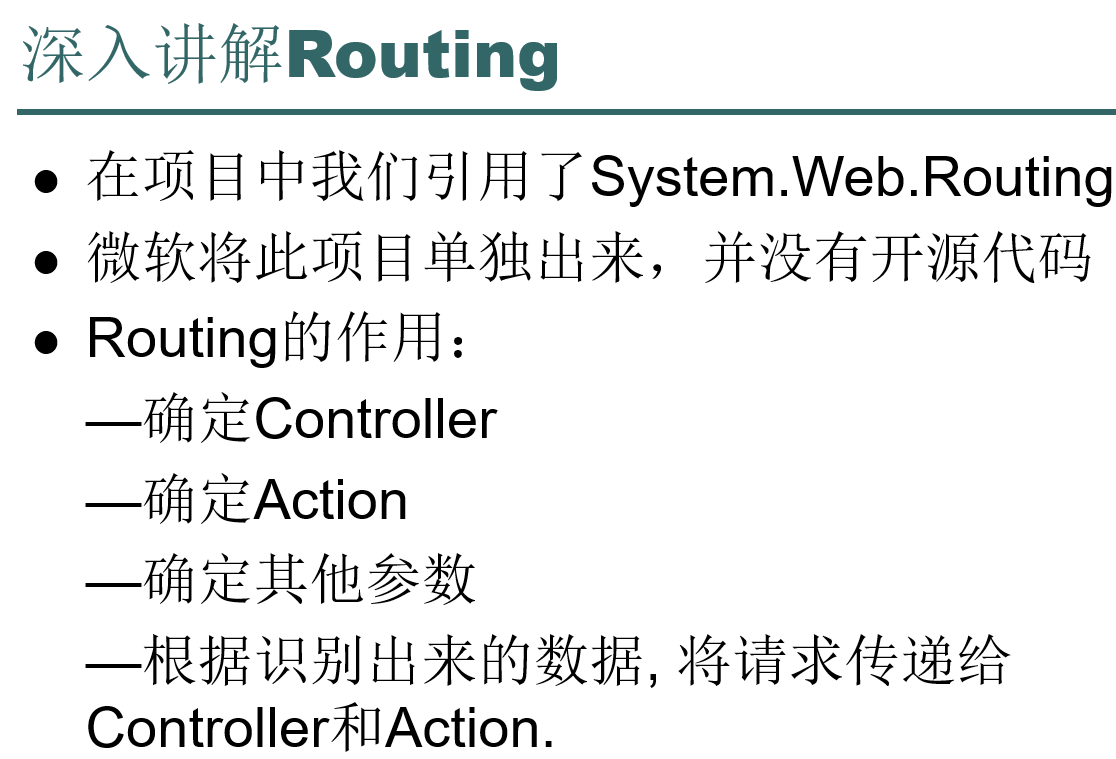 深入讲解Routing
● 在项目中我们引用了System.Web.Routing
● 微软将此项目单独出来，并没有开源代码
● Routing的作用：
—确定Controller
—确定Action
—确定其他参数
—根据识别出来的数据, 将请求传递给
Controller和Action.